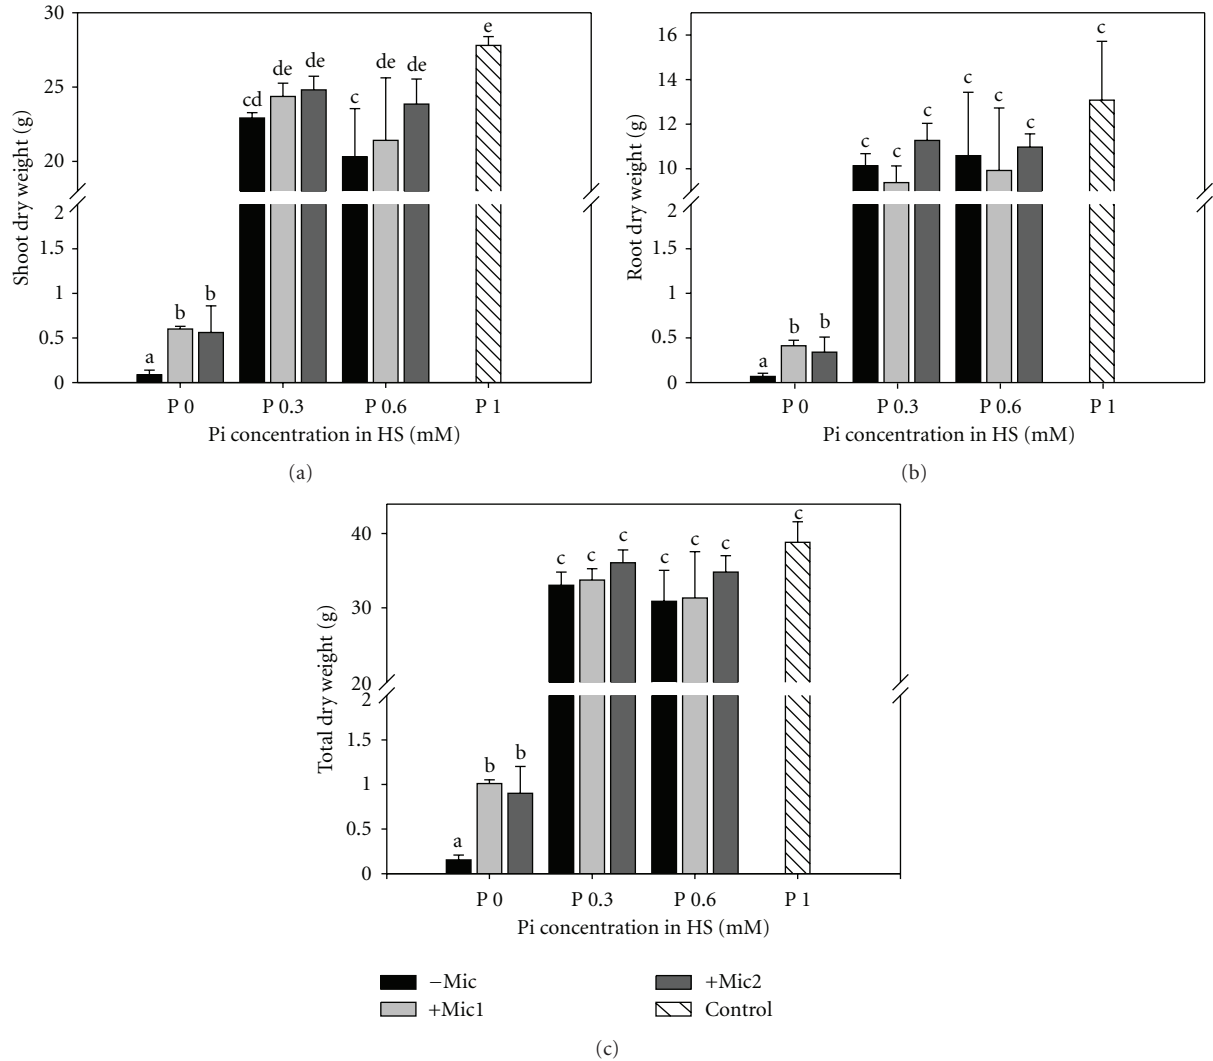 30
25
20
2
1.5
1
0.5
0
Shoot dry weight (g)
a
b
b
cd
de
de
c
de
de
e
P 0
P 0.3
P 0.6
P 1
Pi concentration in HS (mM)
(a)
16
14
12
10
2
1.5
1
0.5
0
Root dry weight (g)
a
b
b
c
c
c
c
c
c
c
P 0
P 0.3
P 0.6
P 1
Pi concentration in HS (mM)
(b)
40
30
20
2
1.5
1
0.5
0
Total dry weight (g)
a
b
b
c
c
c
c
c
c
c
P 0
P 0.3
P 0.6
P 1
Pi concentration in HS (mM)
−Mic
+Mic1
+Mic2
Control
(c)